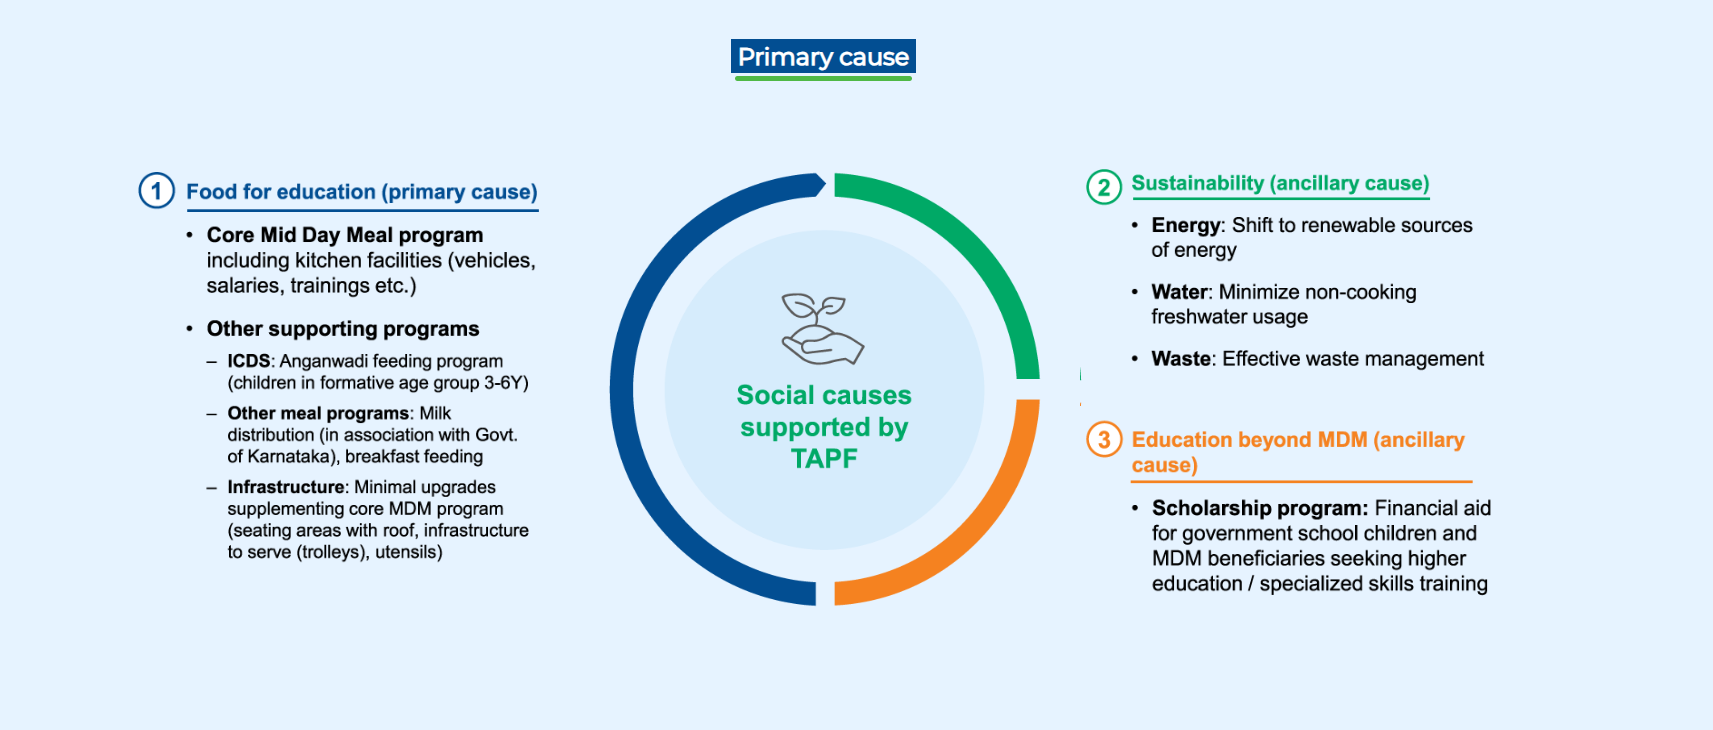 Primary cause
1 Food for education (primary cause)
• Core Mid Day Meal program
including kitchen facilities (vehicles,
salaries, trainings etc.)
• Other supporting programs
– ICDS: Anganwadi feeding program
(children in formative age group 3-6Y)
– Other meal programs: Milk
distribution (in association with Govt.
of Karnataka), breakfast feeding
– Infrastructure: Minimal upgrades
supplementing core MDM program
(seating areas with roof, infrastructure
to serve (trolleys), utensils)
Social causes
supported by
TAPF
2 Sustainability (ancillary cause)
• Energy: Shift to renewable sources
of energy
• Water: Minimize non-cooking
freshwater usage
• Waste: Effective waste management
3 Education beyond MDM (ancillary
cause)
• Scholarship program: Financial aid
for government school children and
MDM beneficiaries seeking higher
education / specialized skills training